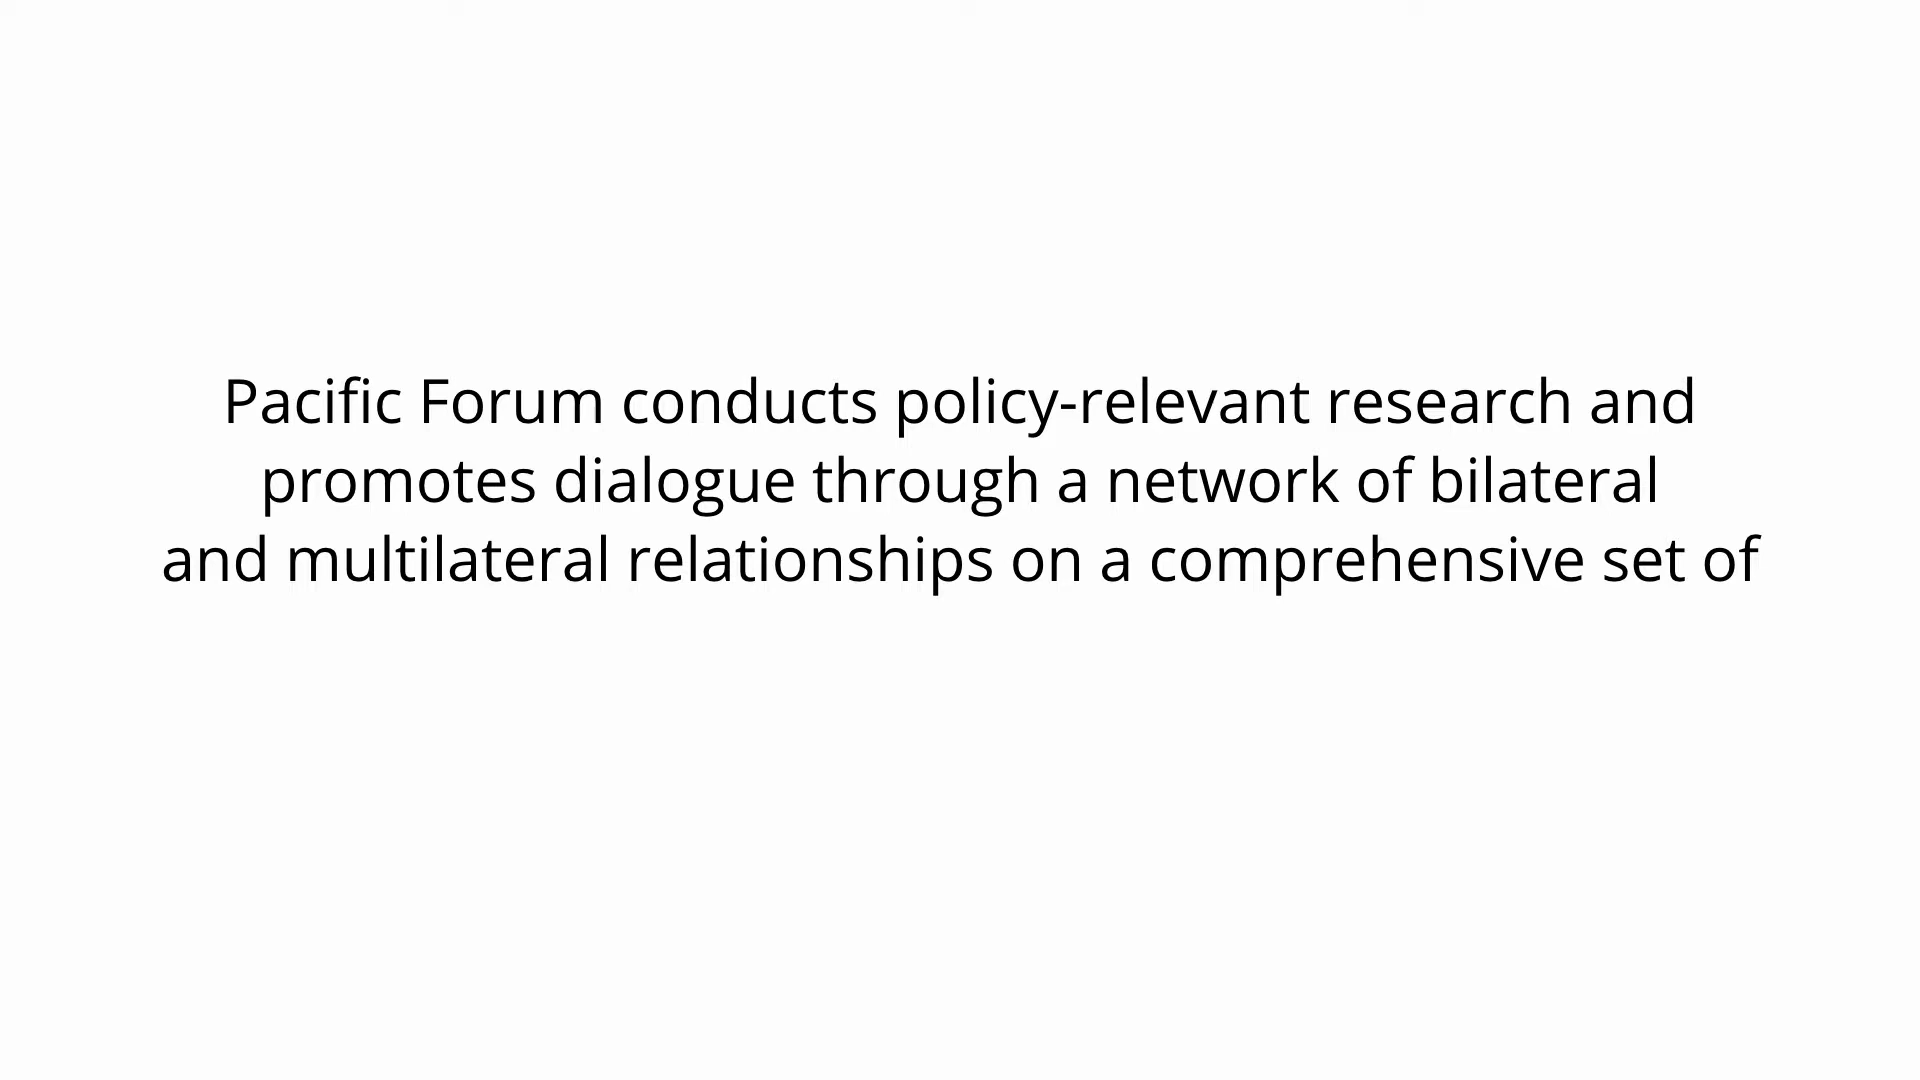 Pacific Forum conducts policy-relevant research and
promotes dialogue through a network of bilateral
and multilateral relationships on a comprehensive set of